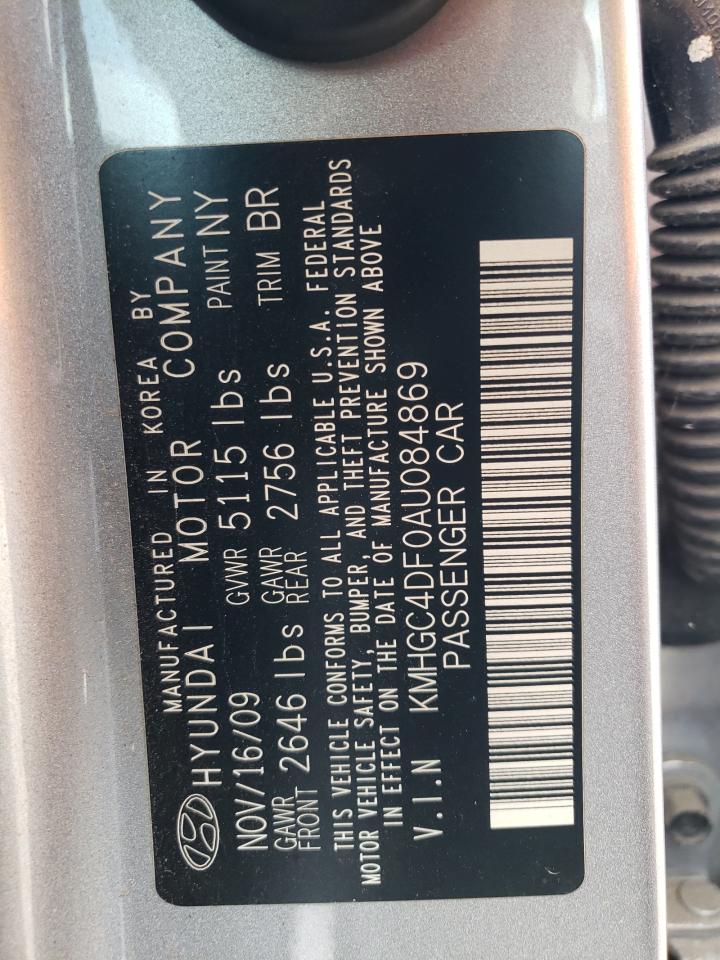 MANUFACTURED IN KOREA BY
HYUNDAI MOTOR COMPANY
NOV/16/09 GVWR 5115 lbs PAINT NY
GAWR FRONT 2646 lbs GAWR REAR 2756 lbs TRIM BR
THIS VEHICLE CONFORMS TO ALL APPLICABLE U.S.A. FEDERAL
MOTOR VEHICLE SAFETY, BUMPER, AND THEFT PREVENTION STANDARDS
IN EFFECT ON THE DATE OF MANUFACTURE SHOWN ABOVE
V.I.N KMHGC4DF0AU084869
PASSENGER CAR